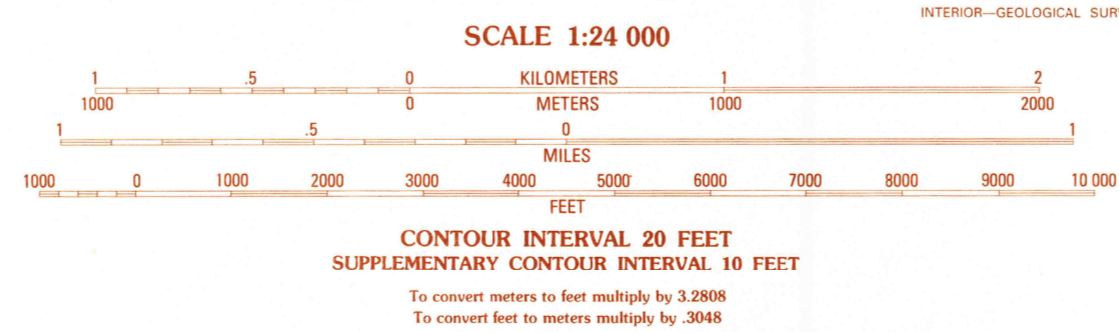 INTERIOR—GEOLOGICAL SUR
SCALE 1:24 000
1 .5 0 KILOMETERS 1 2
1000 0 METERS 1000 2000
1 .5 0 1
MILES
1000 0 1000 2000 3000 4000 5000 6000 7000 8000 9000 10 000
FEET
CONTOUR INTERVAL 20 FEET
SUPPLEMENTARY CONTOUR INTERVAL 10 FEET
To convert meters to feet multiply by 3.2808
To convert feet to meters multiply by .3048